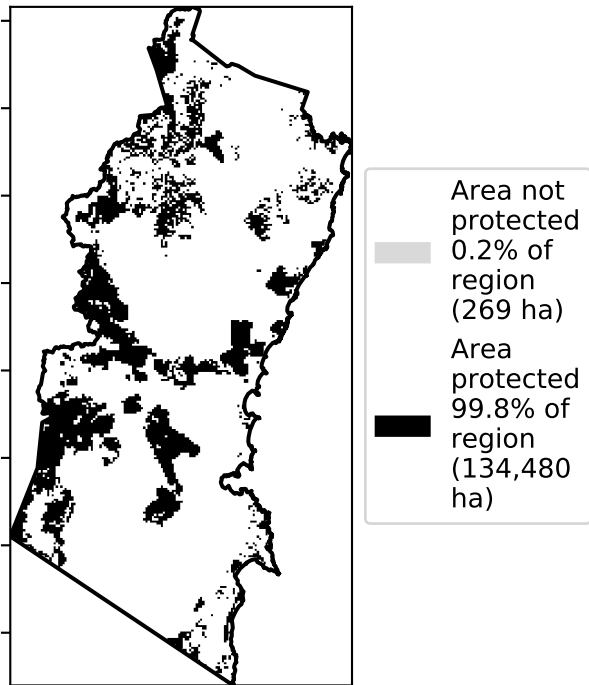 Area not
protected
0.2% of
region
(269 ha)
Area
protected
99.8% of
region
(134,480
ha)